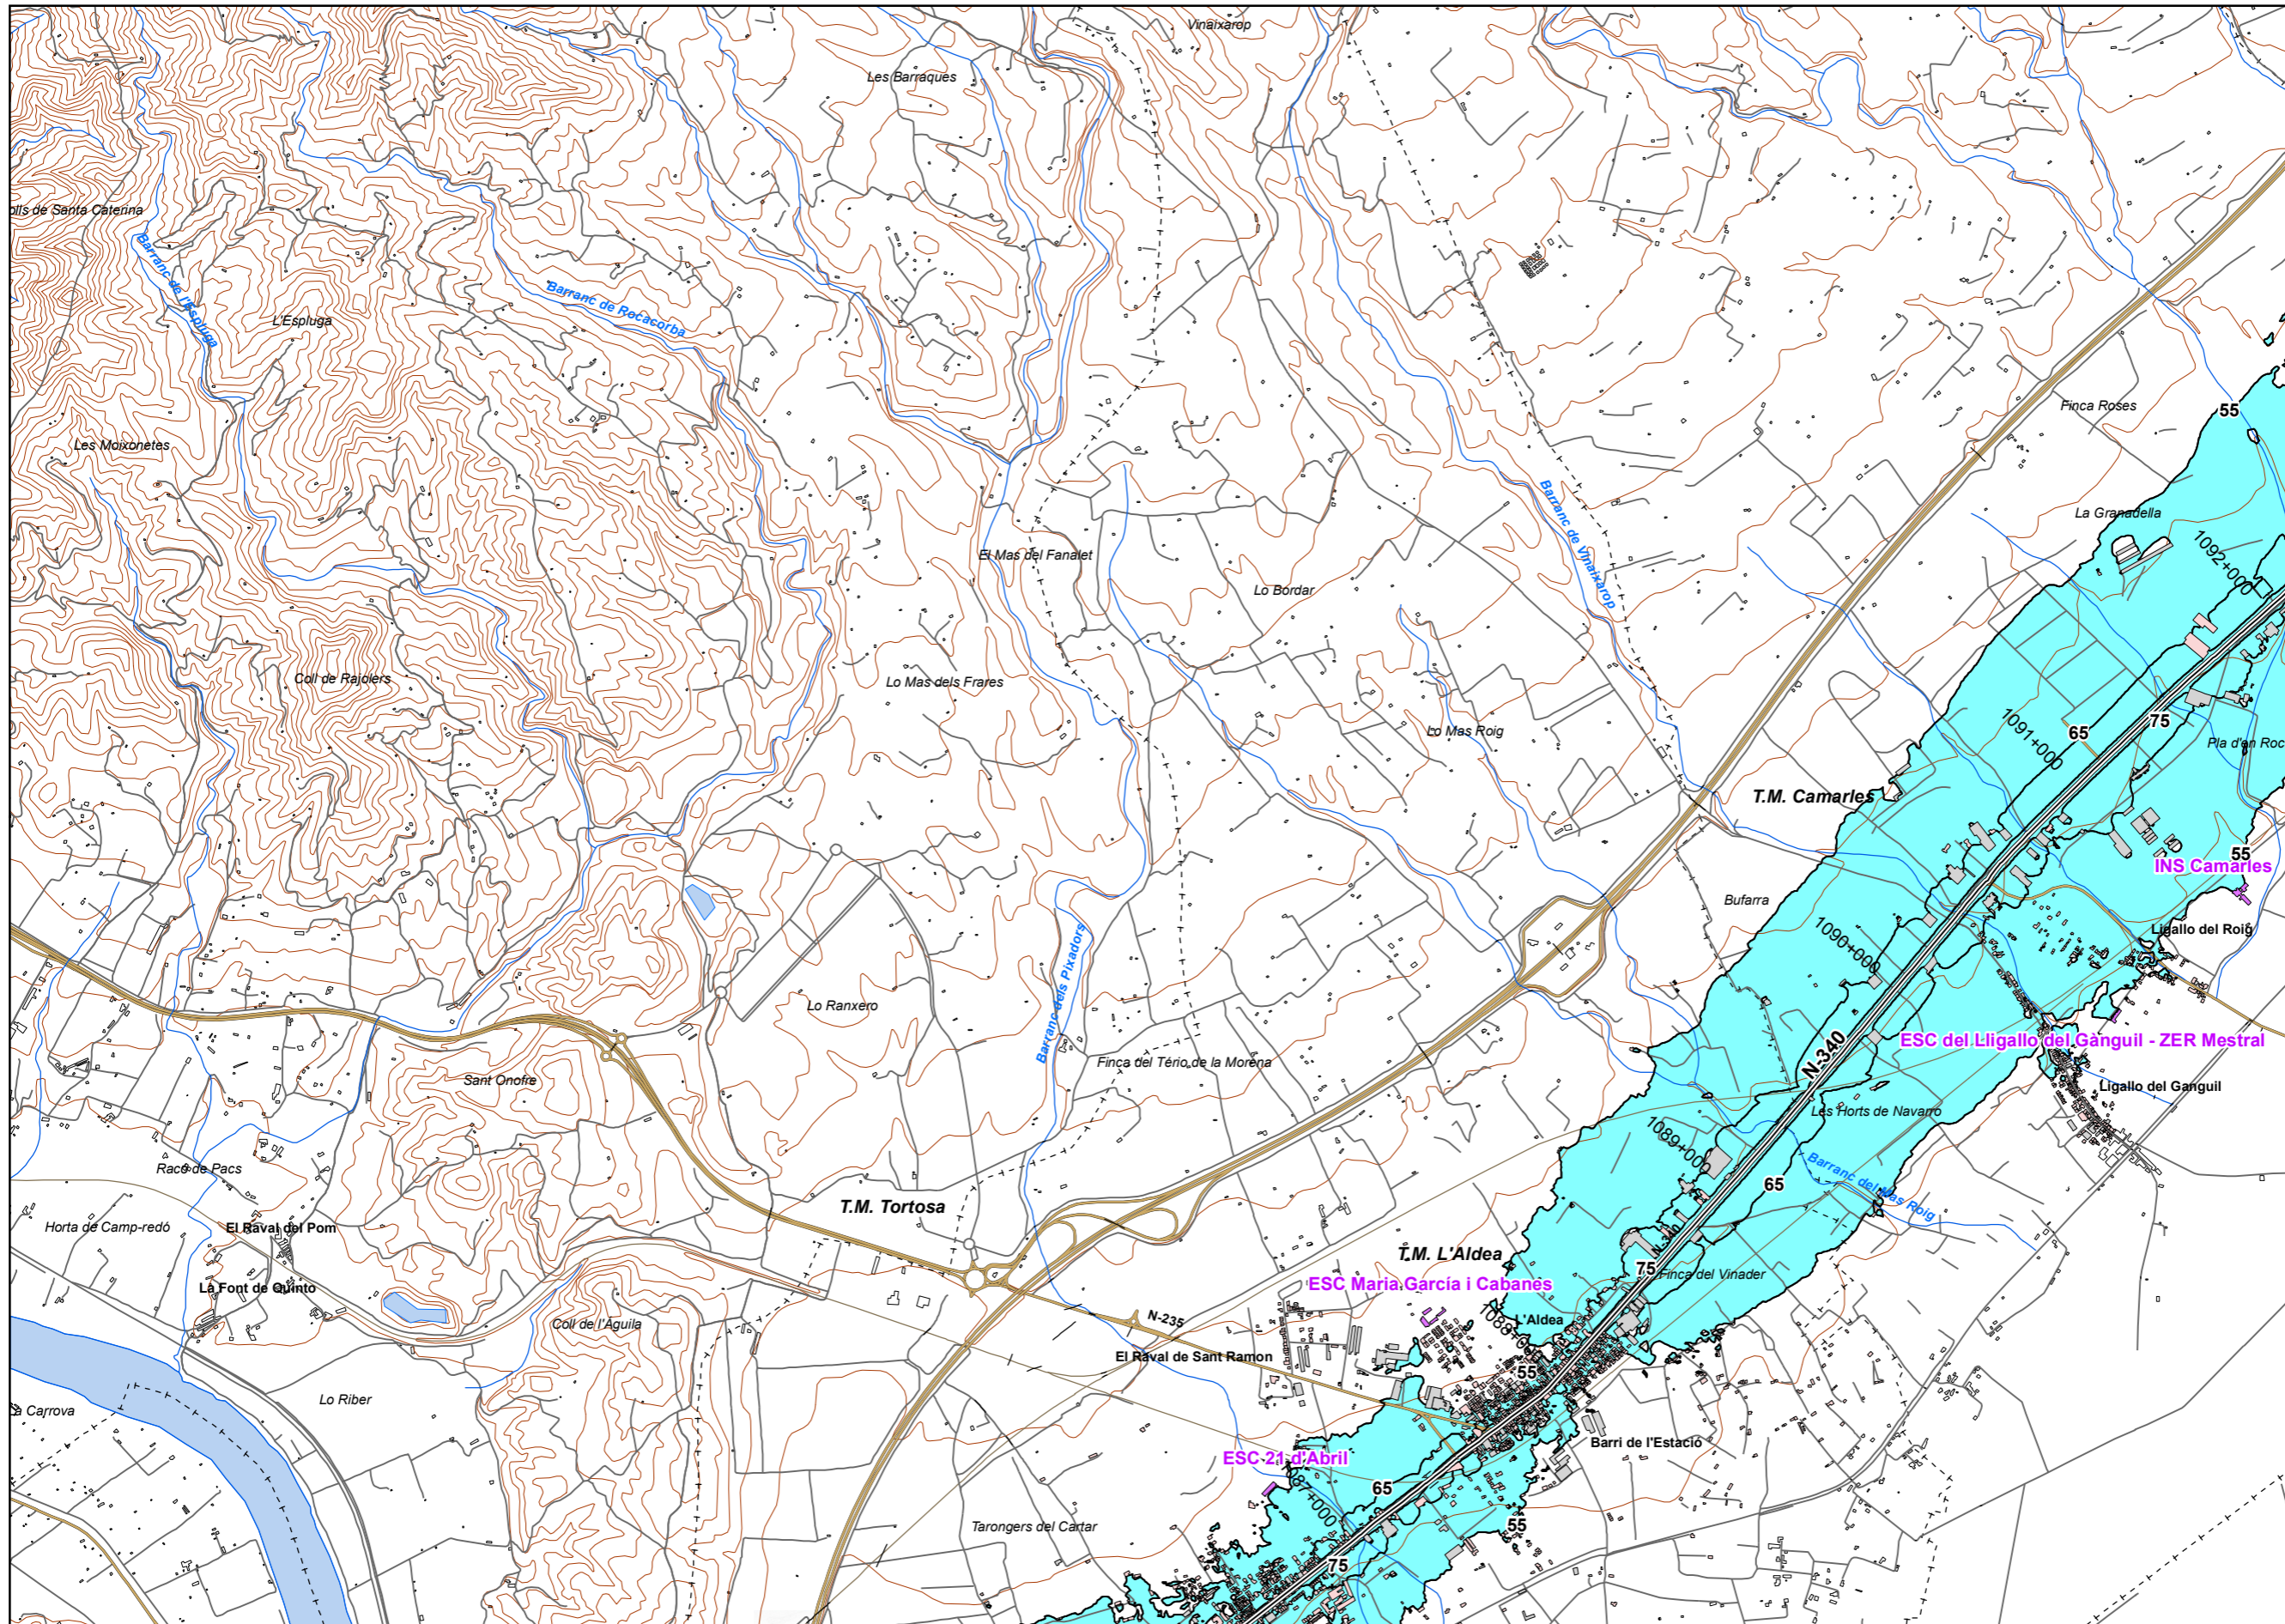 Vinaixarop
Les Barraques
olls de Santa Caterina
Barranc de l'Espluga
L'Espluga
Barranc de Rocacorba
Finca Roses
55
Les Moixonetes
La Granadella
Barranc de Vinaixarop
El Mas del Fanalet
1092+000
Lo Bordar
Coll de Rajolers
Lo Mas dels Frares
Lo Mas Roig
65
75
1091+000
Pla d'en Roc
T.M. Camarles
55
INS Camarles
Bufarra
Ligallo del Roig
1090+000
Barranc dels Pixadors
Lo Ranxero
ESC del Lligallo del Gànguil - ZER Mestral
N-340
Finca del Tério de la Morena
Sant Onofre
Ligallo del Ganguil
Les Horts de Navarro
1089+000
Racó de Pacs
Barranc del Mas Roig
65
T.M. Tortosa
Horta de Camp-redó
El Raval del Pom
N-340
T.M. L'Aldea
75
Finca del Vinader
La Font de Quinto
ESC Maria García i Cabanes
Coll de l'Àguila
N-235
L'Aldea
El Raval de Sant Ramon
55
Lo Riber
a Carrova
Barri de l'Estació
ESC 21 d'Abril
65
1087+000
Tarongers del Cartar
55
75